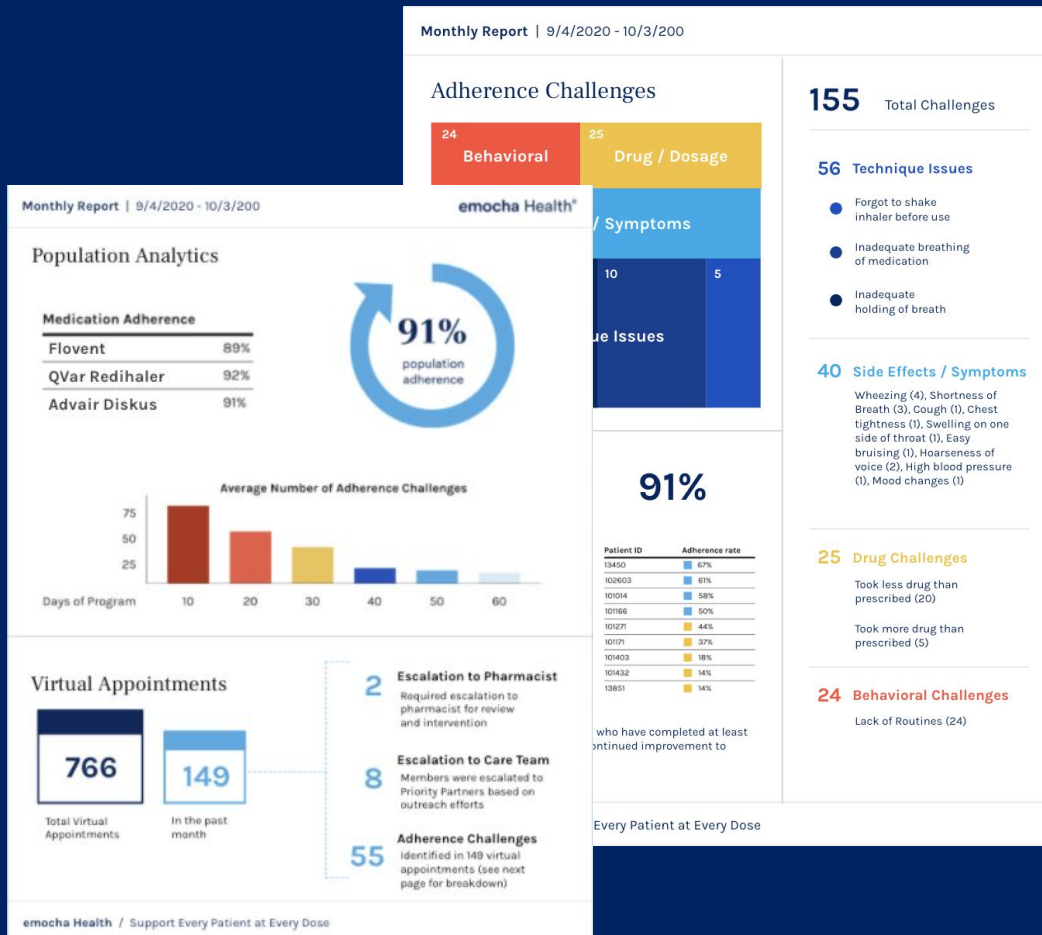 Monthly Report | 9/4/2020 - 10/3/200
Adherence Challenges
24
Behavioral
25
Drug / Dosage
/ Symptoms
10
5
Issues
91%
Patient ID Adherence rate
13450 67%
102603 61%
101014 58%
101166 50%
101271 44%
101171 37%
101403 18%
101432 14%
13851 14%
who have completed at least
continued improvement to
Every Patient at Every Dose
155 Total Challenges
56 Technique Issues
Forgot to shake
inhaler before use
Inadequate breathing
of medication
Inadequate
holding of breath
40 Side Effects / Symptoms
Wheezing (4), Shortness of
Breath (3), Cough (1), Chest
tightness (1), Swelling on one
side of throat (1), Easy
bruising (1), Hoarseness of
voice (2), High blood pressure
(1), Mood changes (1)
25 Drug Challenges
Took less drug than
prescribed (20)
Took more drug than
prescribed (5)
24 Behavioral Challenges
Lack of Routines (24)
Monthly Report | 9/4/2020 - 10/3/200
emocha Health®
Population Analytics
Medication Adherence
Flovent 89%
QVar Redihaler 92%
Advair Diskus 91%
91%
population
adherence
Average Number of Adherence Challenges
75
50
25
Days of Program 10 20 30 40 50 60
Virtual Appointments
766
Total Virtual
Appointments
149
In the past
month
2 Escalation to Pharmacist
Required escalation to
pharmacist for review
and intervention
8 Escalation to Care Team
Members were escalated to
Priority Partners based on
outreach efforts
55 Adherence Challenges
Identified in 149 virtual
appointments (see next
page for breakdown)
emocha Health / Support Every Patient at Every Dose